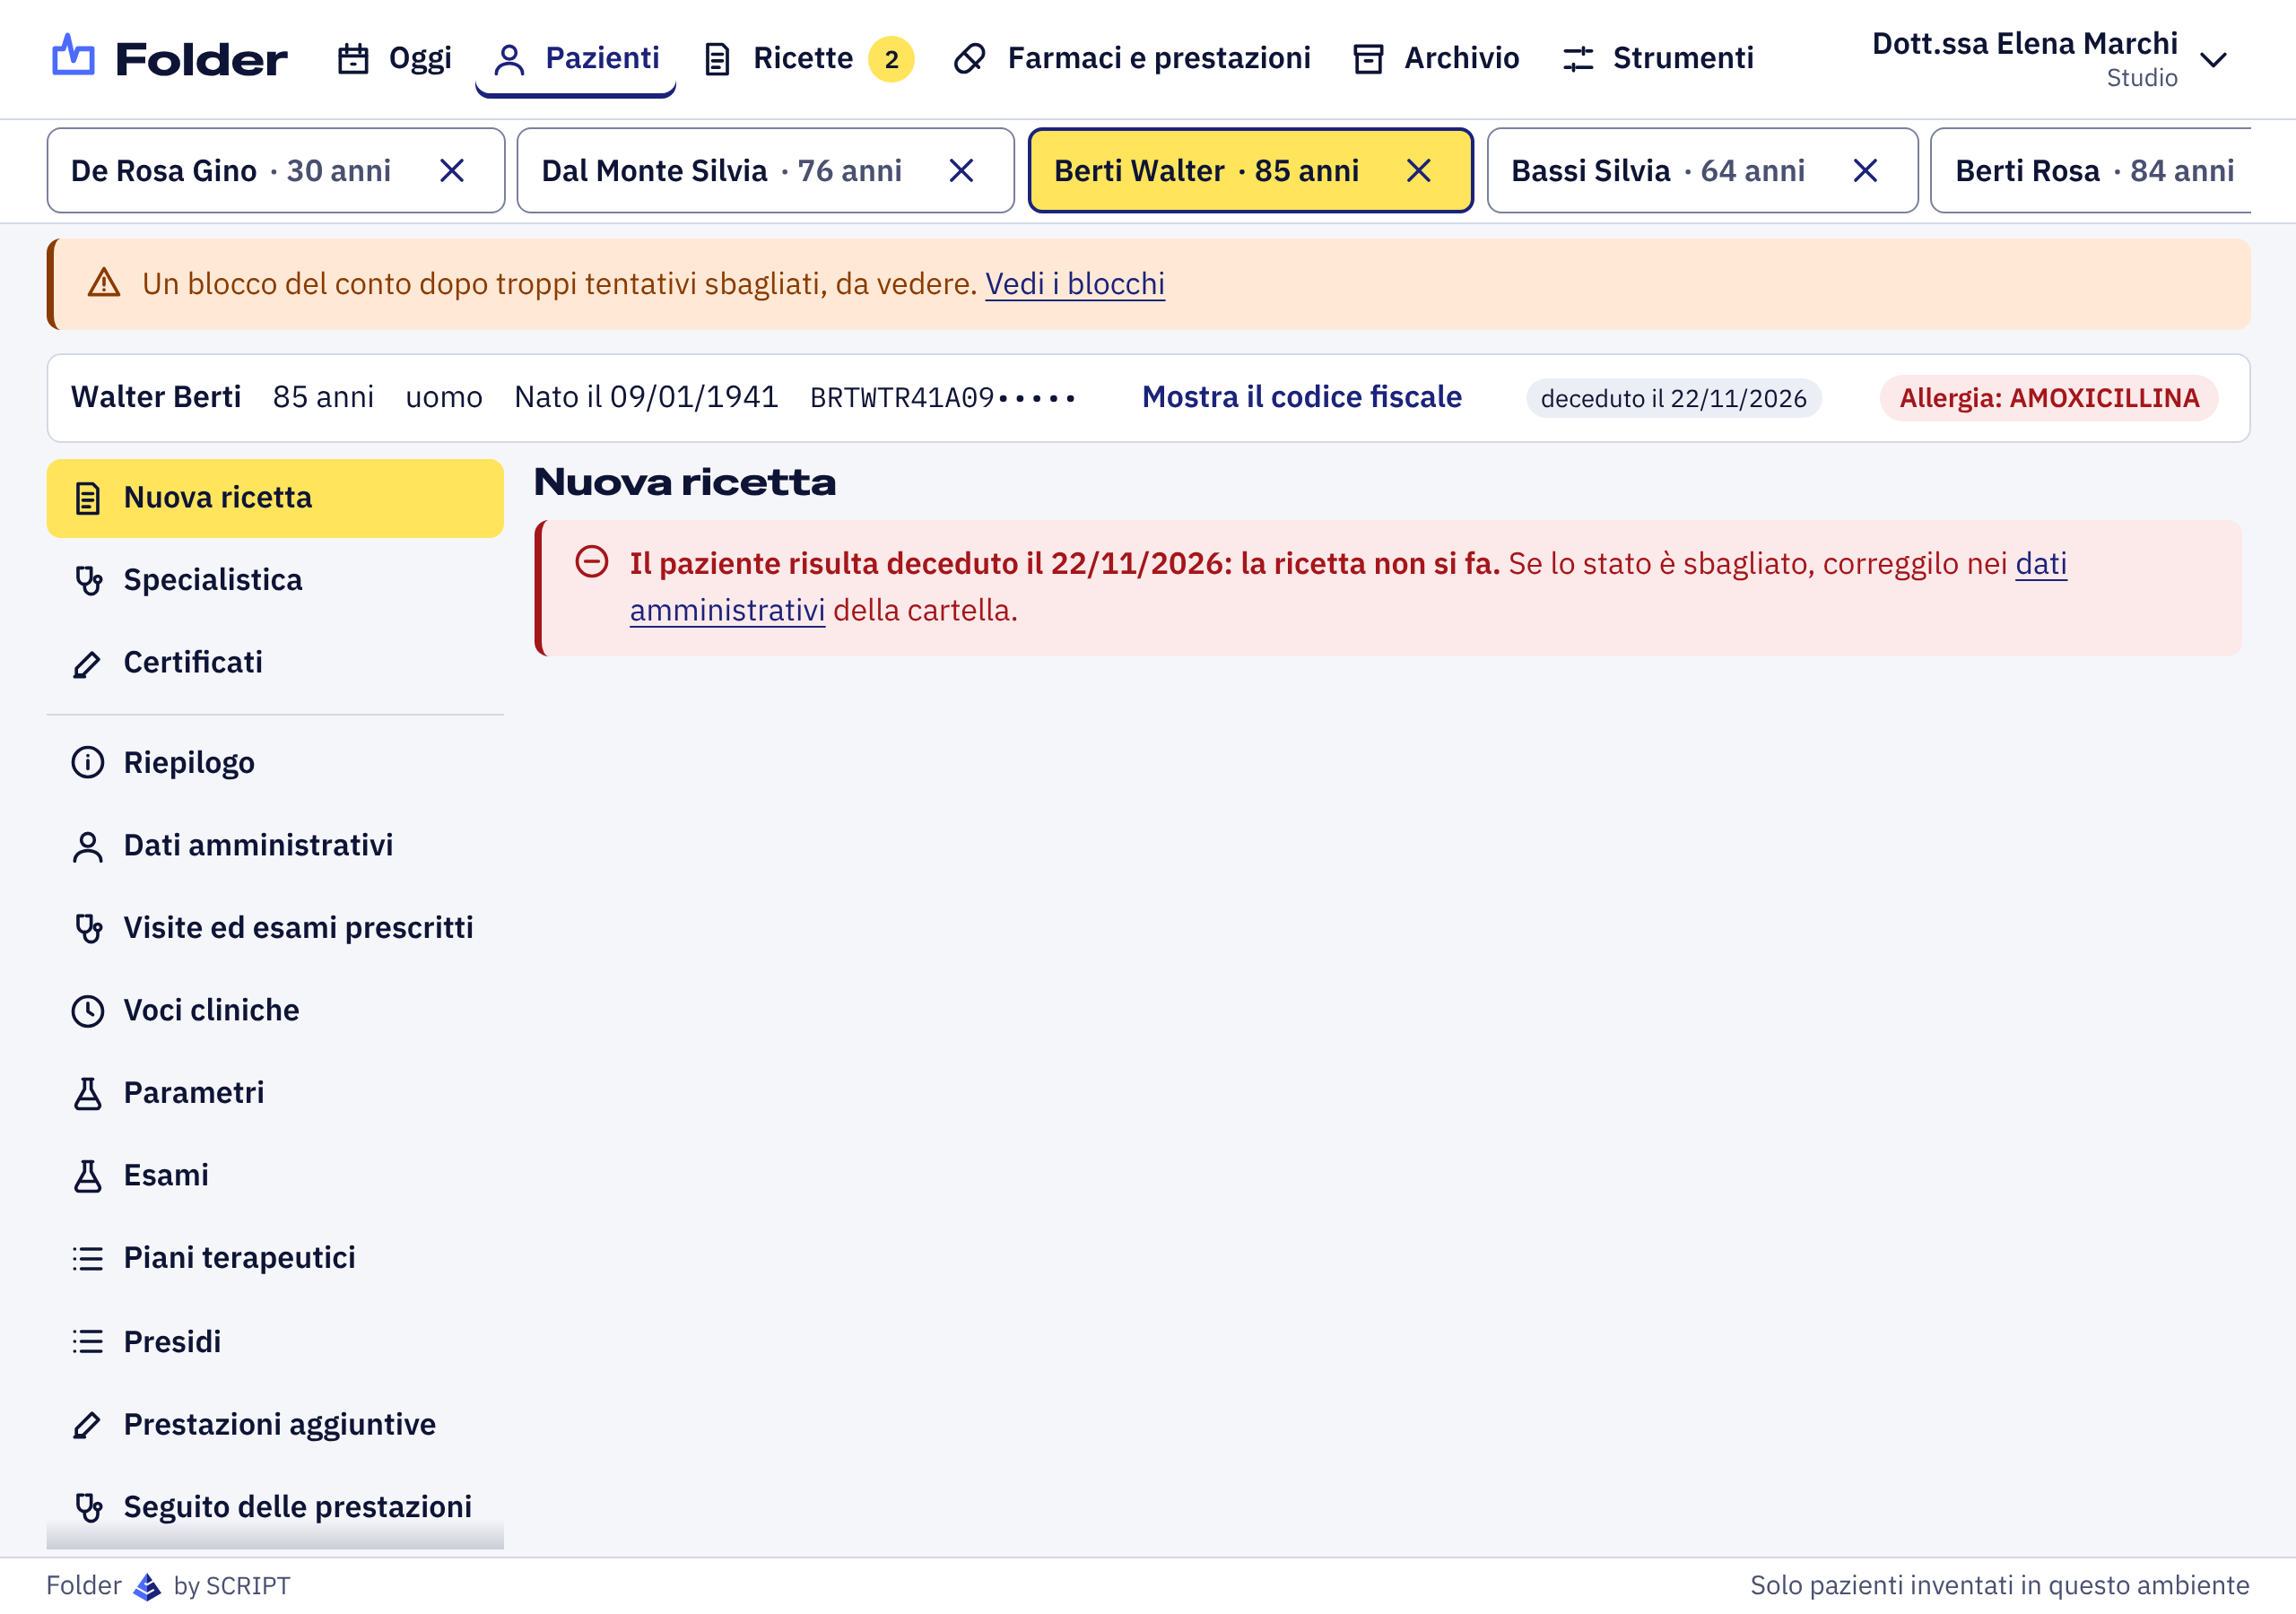 Folder
Oggi
Pazienti
Ricette 2
Farmaci e prestazioni
Archivio
Strumenti
Dott.ssa Elena Marchi
Studio
De Rosa Gino · 30 anni
Dal Monte Silvia · 76 anni
Berti Walter · 85 anni
Bassi Silvia · 64 anni
Berti Rosa · 84 anni
Un blocco del conto dopo troppi tentativi sbagliati, da vedere. Vedi i blocchi
Walter Berti 85 anni uomo Nato il 09/01/1941 BRTWTR41A09••••• Mostra il codice fiscale deceduto il 22/11/2026 Allergia: AMOXICILLINA
Nuova ricetta
Specialistica
Certificati
Riepilogo
Dati amministrativi
Visite ed esami prescritti
Voci cliniche
Parametri
Esami
Piani terapeutici
Presidi
Prestazioni aggiuntive
Seguito delle prestazioni
Nuova ricetta
Il paziente risulta deceduto il 22/11/2026: la ricetta non si fa. Se lo stato è sbagliato, correggilo nei dati
amministrativi della cartella.
Folder by SCRIPT
Solo pazienti inventati in questo ambiente